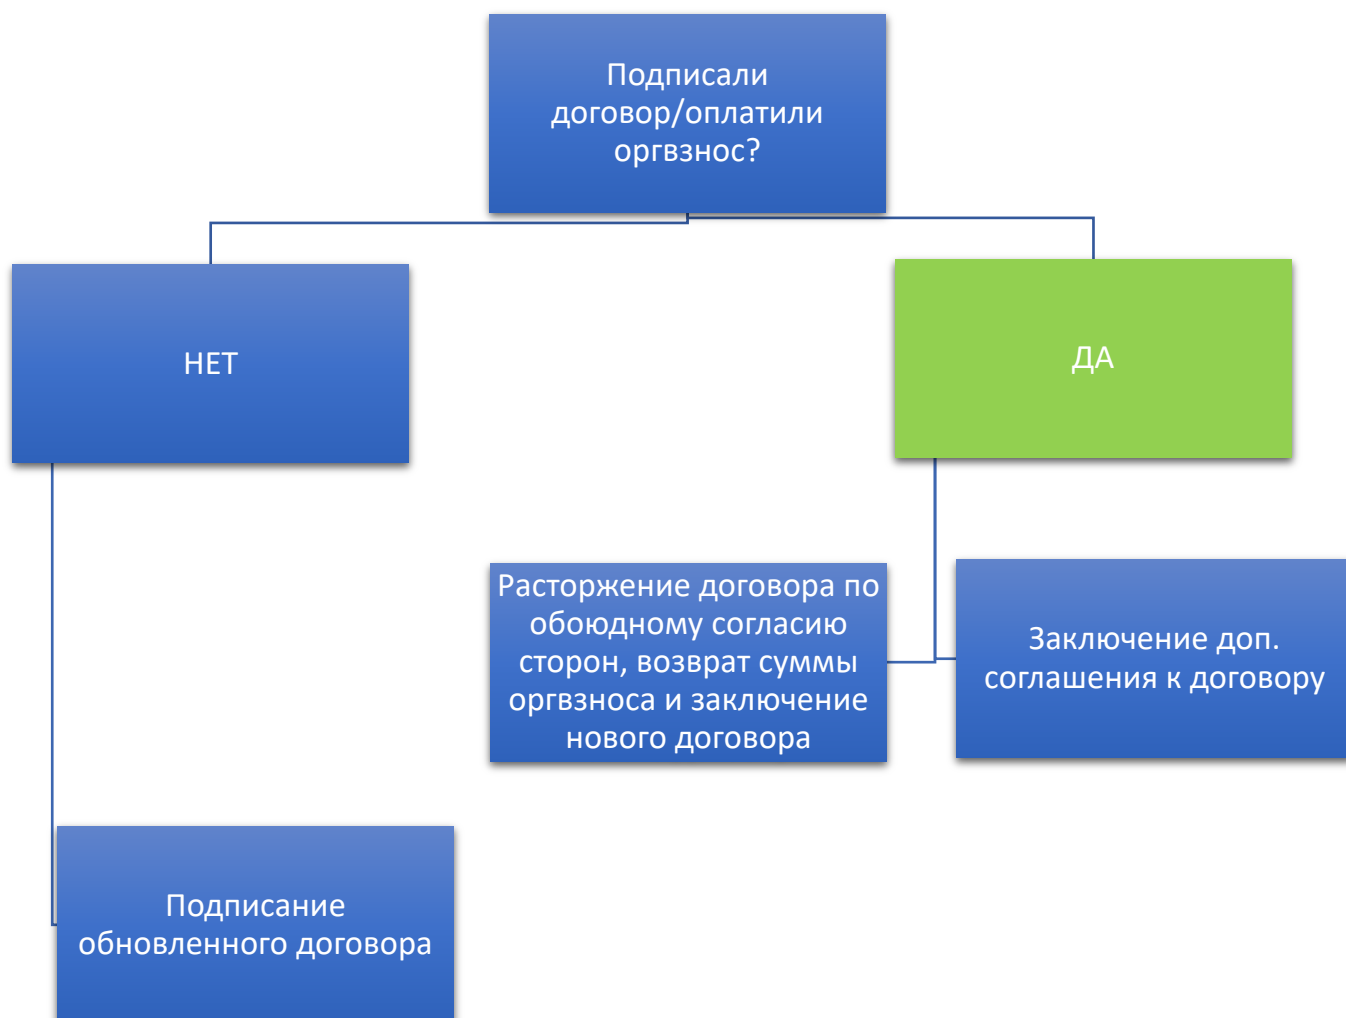 Подписали
договор/оплатили
оргвзнос?
НЕТ
ДА
Расторжение договора по
обоюдному согласию
сторон, возврат суммы
оргвзноса и заключение
нового договора
Заключение доп.
соглашения к договору
Подписание
обновленного договора